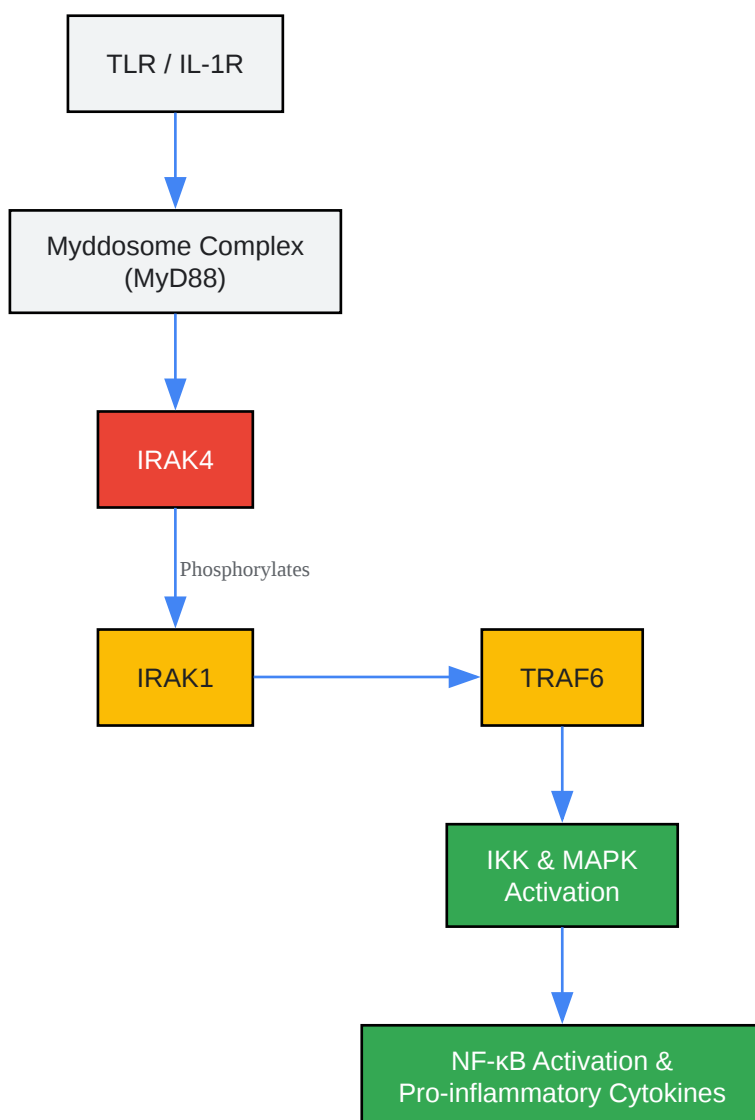 TLR / IL-1R
Myddosome Complex
(MyD88)
IRAK4
Phosphorylates
IRAK1
TRAF6
IKK & MAPK
Activation
NF-κB Activation &
Pro-inflammatory Cytokines